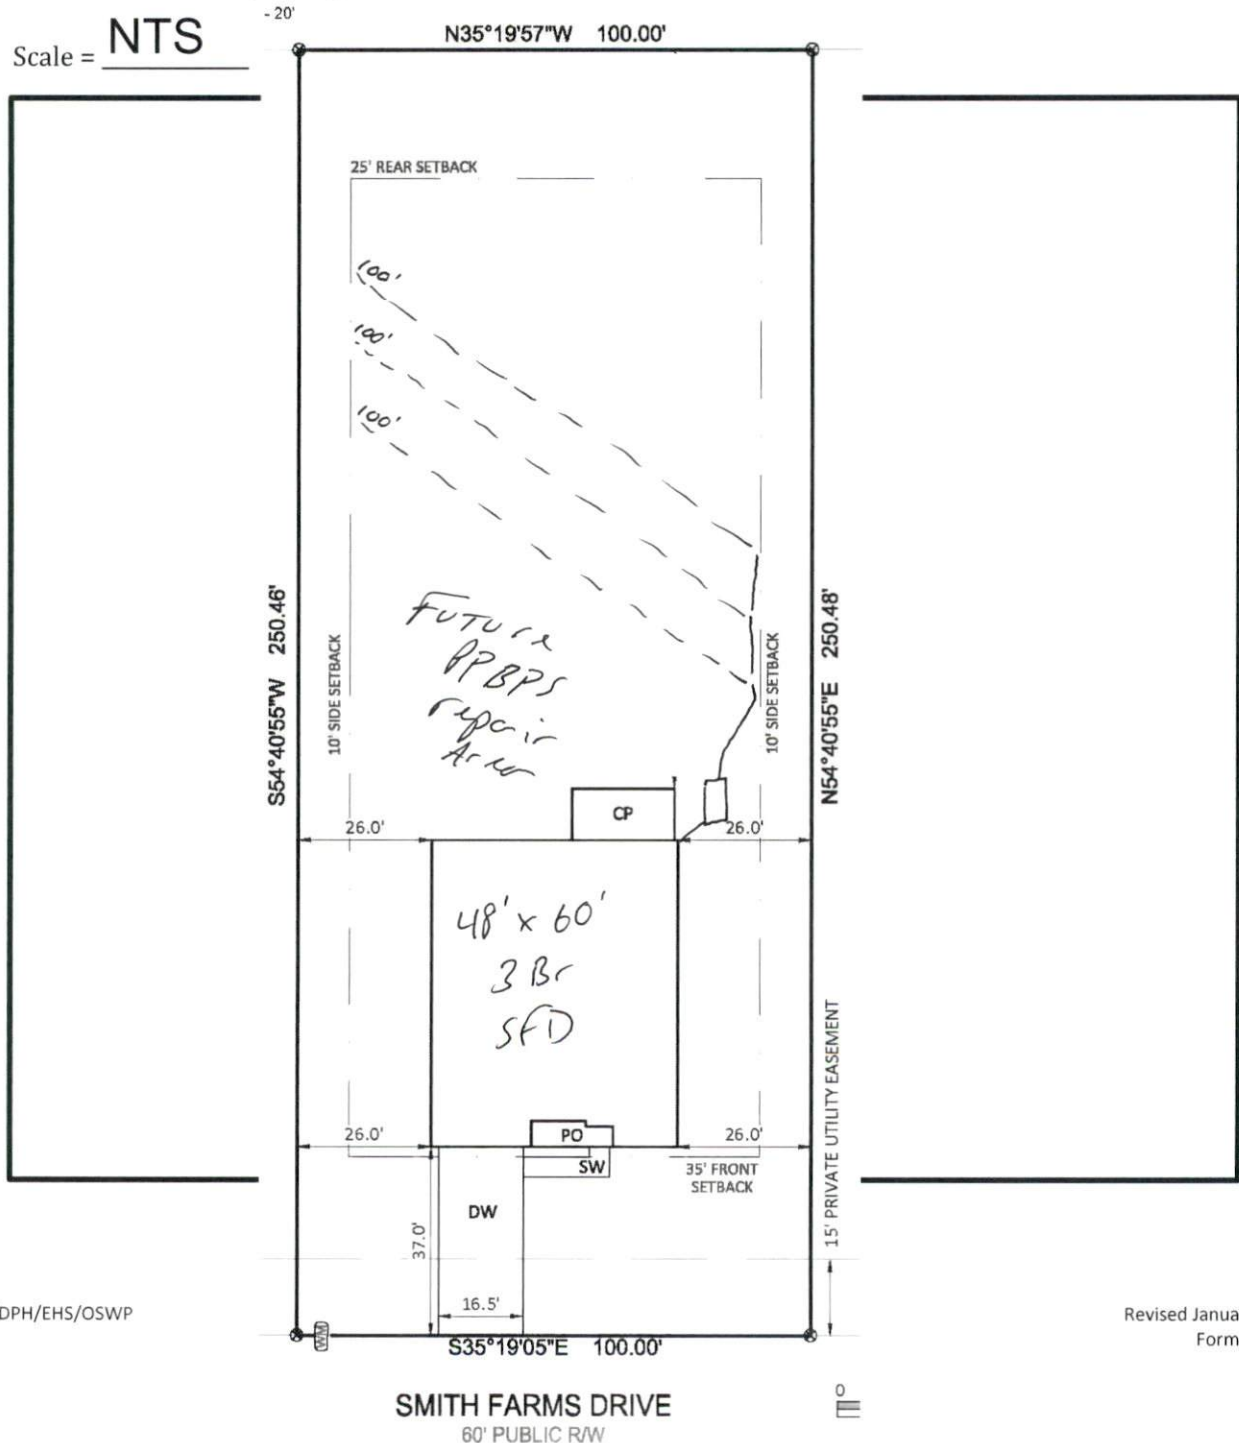 - 20'
Scale = NTS
N35°19'57"W 100.00'
25' REAR SETBACK
100'
100'
100'
S54°40'55"W 250.46'
10' SIDE SETBACK
Future
PPBPS
repair
Area
10' SIDE SETBACK
N54°40'55"E 250.48'
CP
26.0'
26.0'
48' x 60'
3 Br
SFD
15' PRIVATE UTILITY EASEMENT
26.0'
PO
26.0'
SW
35' FRONT
SETBACK
DW
37.0'
16.5'
DPH/EHS/OSWP
Revised Janua
Form
WM
S35°19'05"E 100.00'
0
SMITH FARMS DRIVE
60' PUBLIC R/W